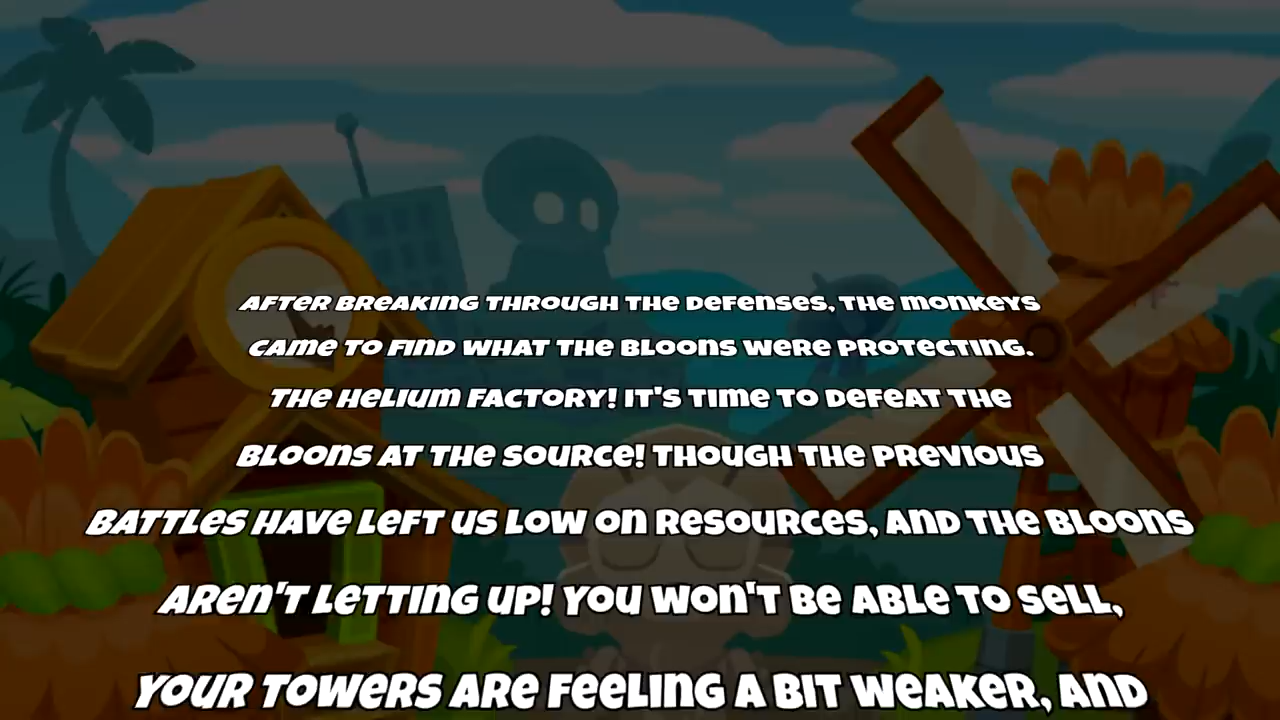 After breaking through the defenses, the monkeys
came to find what the Bloons were protecting.
The Helium Factory! It's time to defeat the
Bloons at the source! Though the previous
battles have left us low on resources, and the Bloons
aren't letting up! You won't be able to sell,
your towers are feeling a bit weaker, and